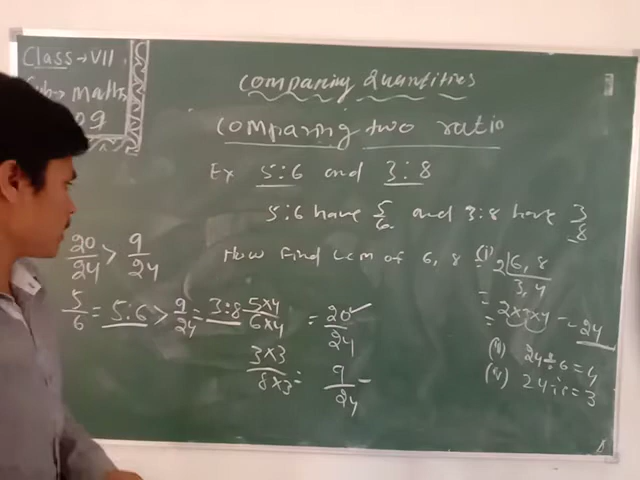 Class → VII
Sub → maths
09
Comparing Quantities
Comparing two ratio
Ex 5:6 and 3:8
5:6 have 5/6 and 3:8 have 3/8
Now Find Lcm of 6, 8 (i) 2|6, 8
3, 4
= 2×3×4 = 24
(ii) 24÷6=4
24÷8=3
20/24 > 9/24
5/6 = 5:6 > 9/24 = 3:8
5×4/6×4 = 20/24
3×3/8×3 = 9/24